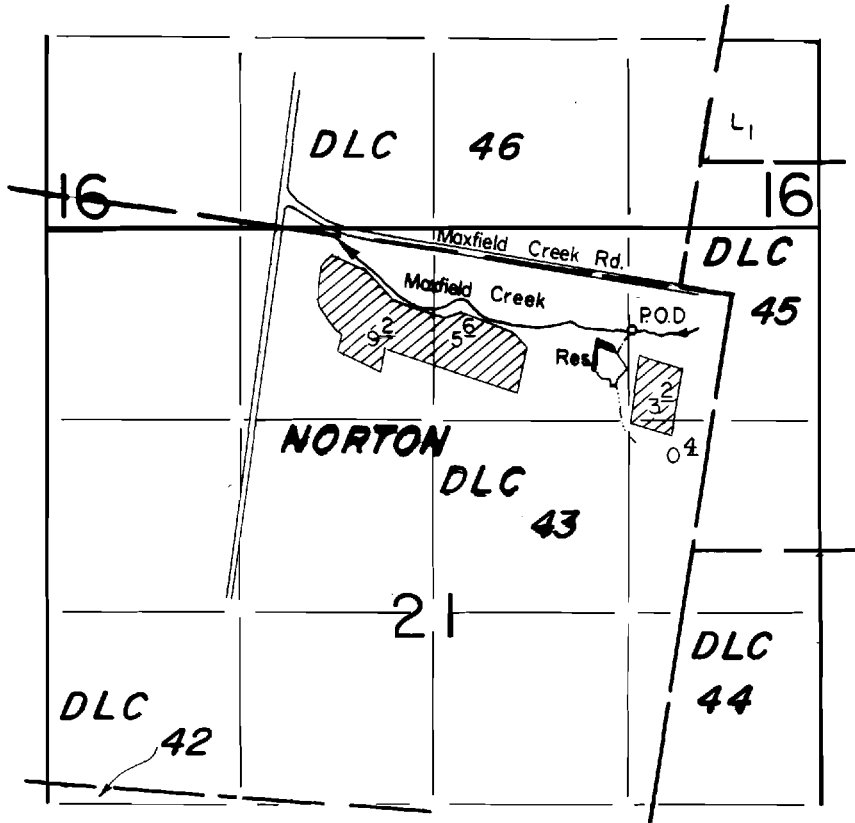 L1
DLC 46
16 16
Maxfield Creek Rd.
DLC
45
Maxfield Creek
P.O.D
9 2
5 6
Res.
3 2
NORTON
0 4
DLC
43
21
DLC
44
DLC
42